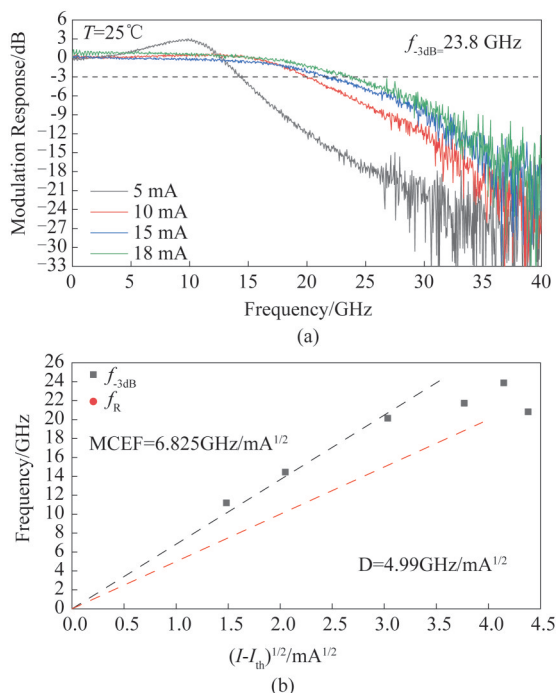 3
0
−3
−6
−9
−12
−15
−18
−21
−24
−27
−30
−33
Modulation Response/dB
T=25℃
f-3dB=23.8 GHz
5 mA
10 mA
15 mA
18 mA
0 5 10 15 20 25 30 35 40
Frequency/GHz
(a)
26
24
22
20
18
16
14
12
10
8
6
4
2
0
Frequency/GHz
f-3dB
fR
MCEF=6.825GHz/mA1/2
D=4.99GHz/mA1/2
0.0 0.5 1.0 1.5 2.0 2.5 3.0 3.5 4.0 4.5
(I-Ith)1/2/mA1/2
(b)